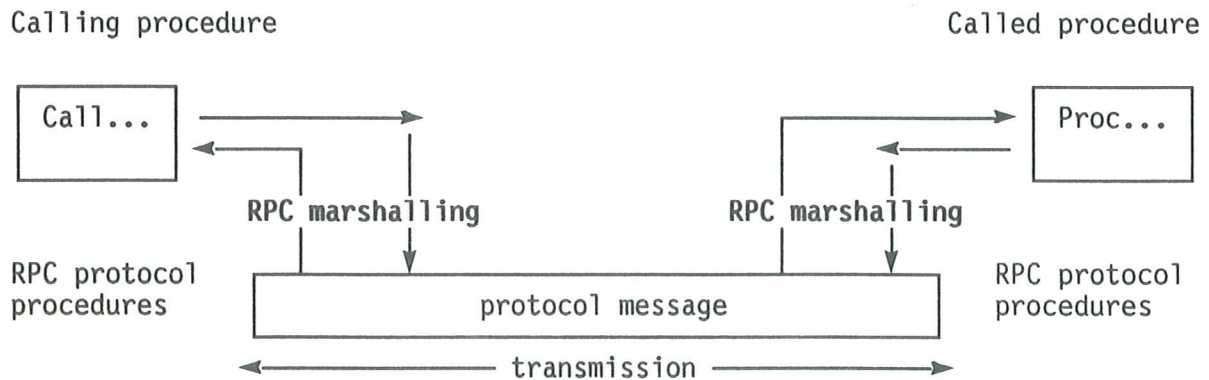 Calling procedure
Called procedure
Call...
Proc...
RPC marshalling
RPC marshalling
RPC protocol
procedures
RPC protocol
procedures
protocol message
transmission